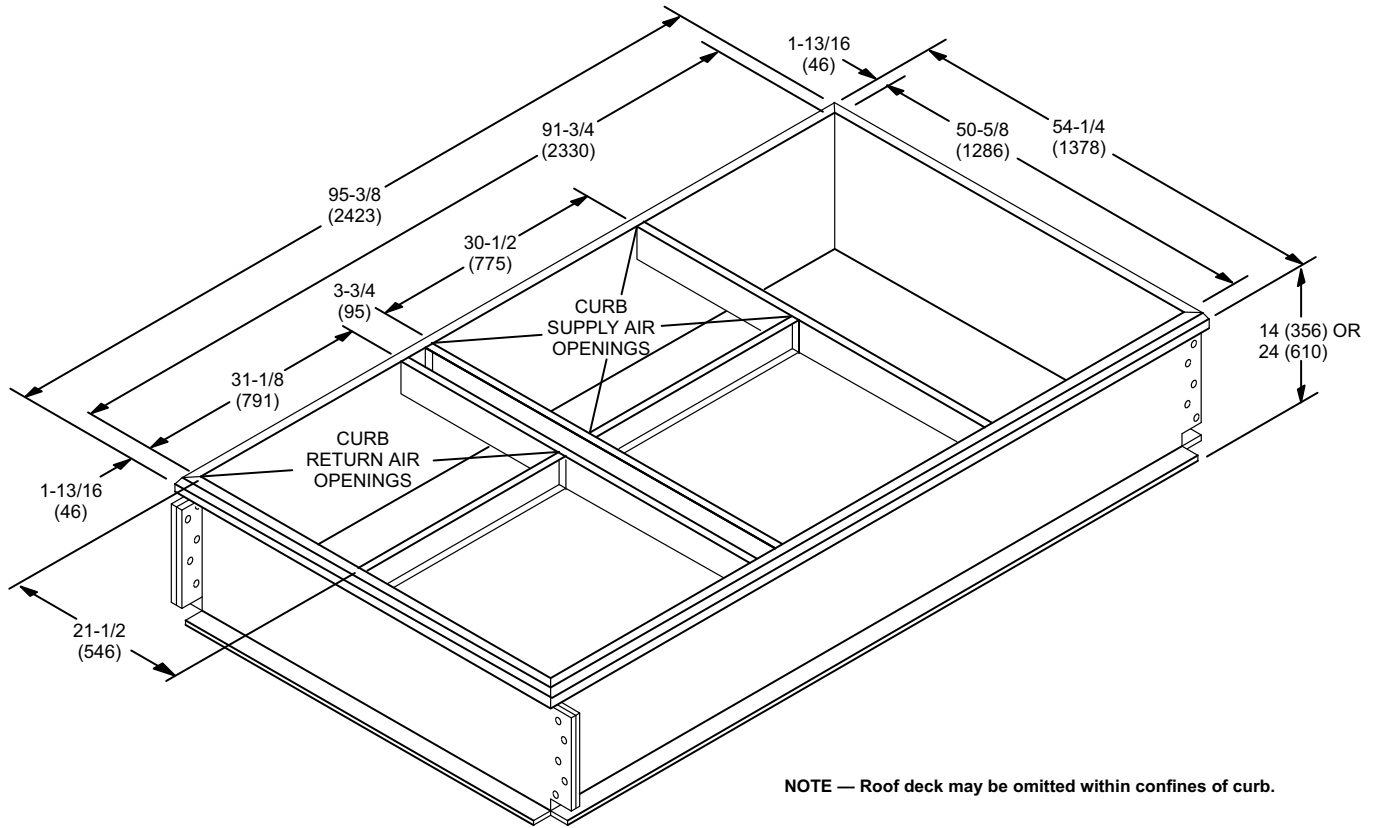 1-13/16
(46)
54-1/4
(1378)
50-5/8
(1286)
91-3/4
(2330)
95-3/8
(2423)
30-1/2
(775)
3-3/4
(95)
31-1/8
(791)
1-13/16
(46)
21-1/2
(546)
CURB
SUPPLY AIR
OPENINGS
CURB
RETURN AIR
OPENINGS
14 (356) OR
24 (610)
NOTE — Roof deck may be omitted within confines of curb.